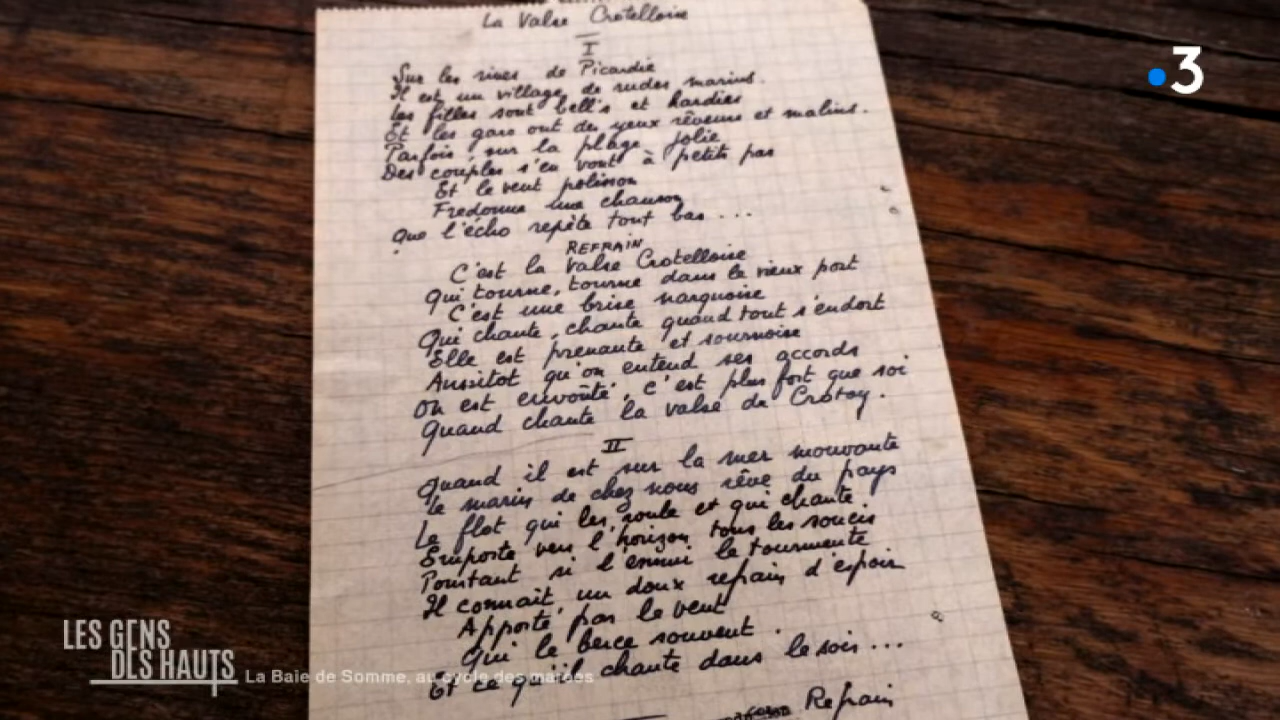 La Valse Crotelloise
I
Sur les rives de Picardie
Il est un village de rudes marins.
Les filles sont bell's et hardies
Et les gars ont des yeux rêveurs et malins.
Parfois, sur la plage jolie
Des couples s'en vont à petits pas
Et le vent polisson
Fredonne une chanson
Que l'écho repète tout bas...
REFRAIN
C'est la Valse Crotelloise
Qui tourne, tourne dans le vieux port
C'est une brise narquoise
Qui chante, chante quand tout s'endort
Elle est prenante et sournoise
Aussitot qu'on entend ses accords
On est envoûté, c'est plus fort que soi
Quand chante la valse du Crotoy.
II
Quand il est sur la mer mouvante
Le marin de chez nous rêve du pays
Le flot qui les roule et qui chante
Emporte vers l'horizon tous les soucis
Pourtant si l'ennui le tourmente
Il connait un doux refrain d'espoir
Apporté par le vent
Qui le berce souvent.
Et ce qu'il chante dans le soir...
Refrain
3
LES GENS
DES HAUTS
La Baie de Somme, au cycle des marées